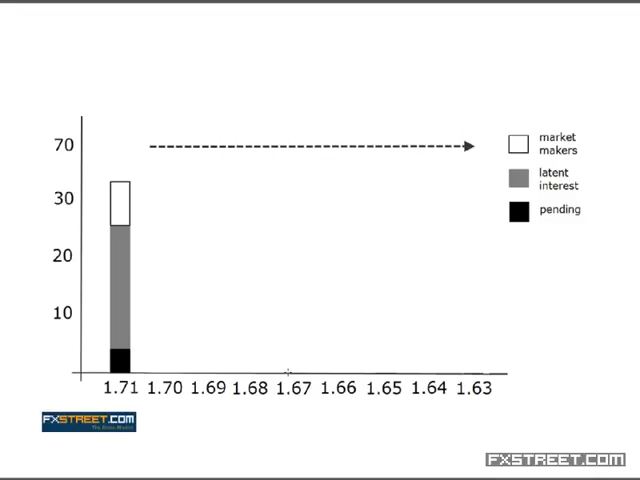 70
30
20
10
1.71 1.70 1.69 1.68 1.67 1.66 1.65 1.64 1.63
market
makers
latent
interest
pending
FXSTREET.COM
FXSTREET.COM